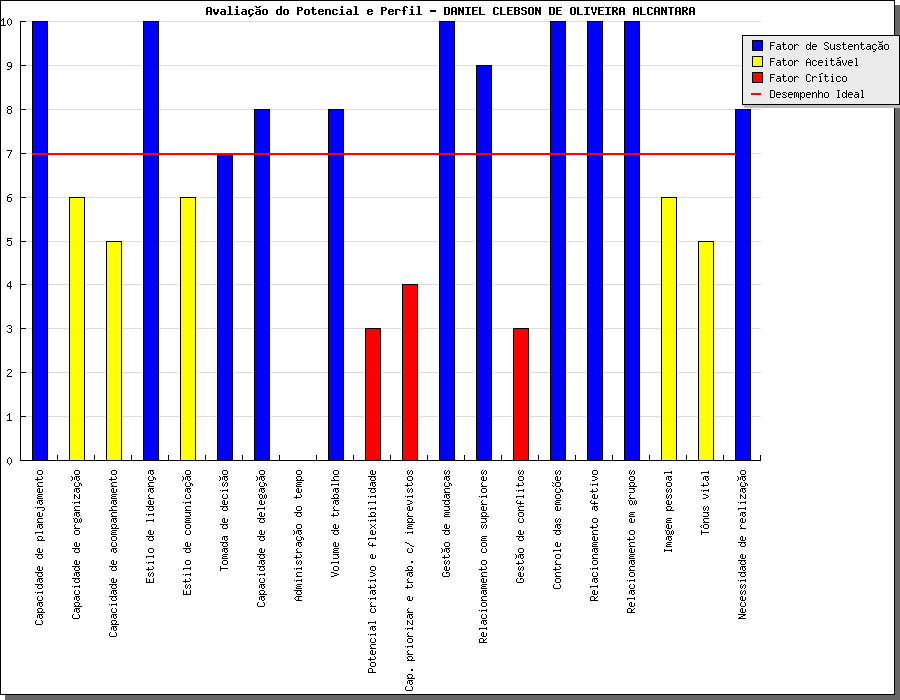 Avaliação do Potencial e Perfil - DANIEL CLEBSON DE OLIVEIRA ALCANTARA
Fator de Sustentação
Fator Aceitável
Fator Crítico
Desempenho Ideal
10
9
8
7
6
5
4
3
2
1
0
Capacidade de planejamento
Capacidade de organização
Capacidade de acompanhamento
Estilo de liderança
Estilo de comunicação
Tomada de decisão
Capacidade de delegação
Administração do tempo
Volume de trabalho
Potencial criativo e flexibilidade
Cap. priorizar e trab. c/ imprevistos
Gestão de mudanças
Relacionamento com superiores
Gestão de conflitos
Controle das emoções
Relacionamento afetivo
Relacionamento em grupos
Imagem pessoal
Tônus vital
Necessidade de realização